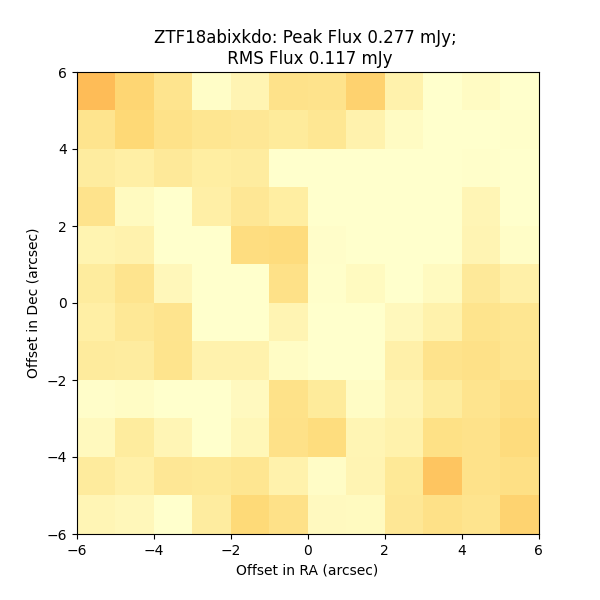 ZTF18abixkdo: Peak Flux 0.277 mJy;
RMS Flux 0.117 mJy
6
4
2
0
−2
−4
−6
Offset in Dec (arcsec)
−6 −4 −2 0 2 4 6
Offset in RA (arcsec)